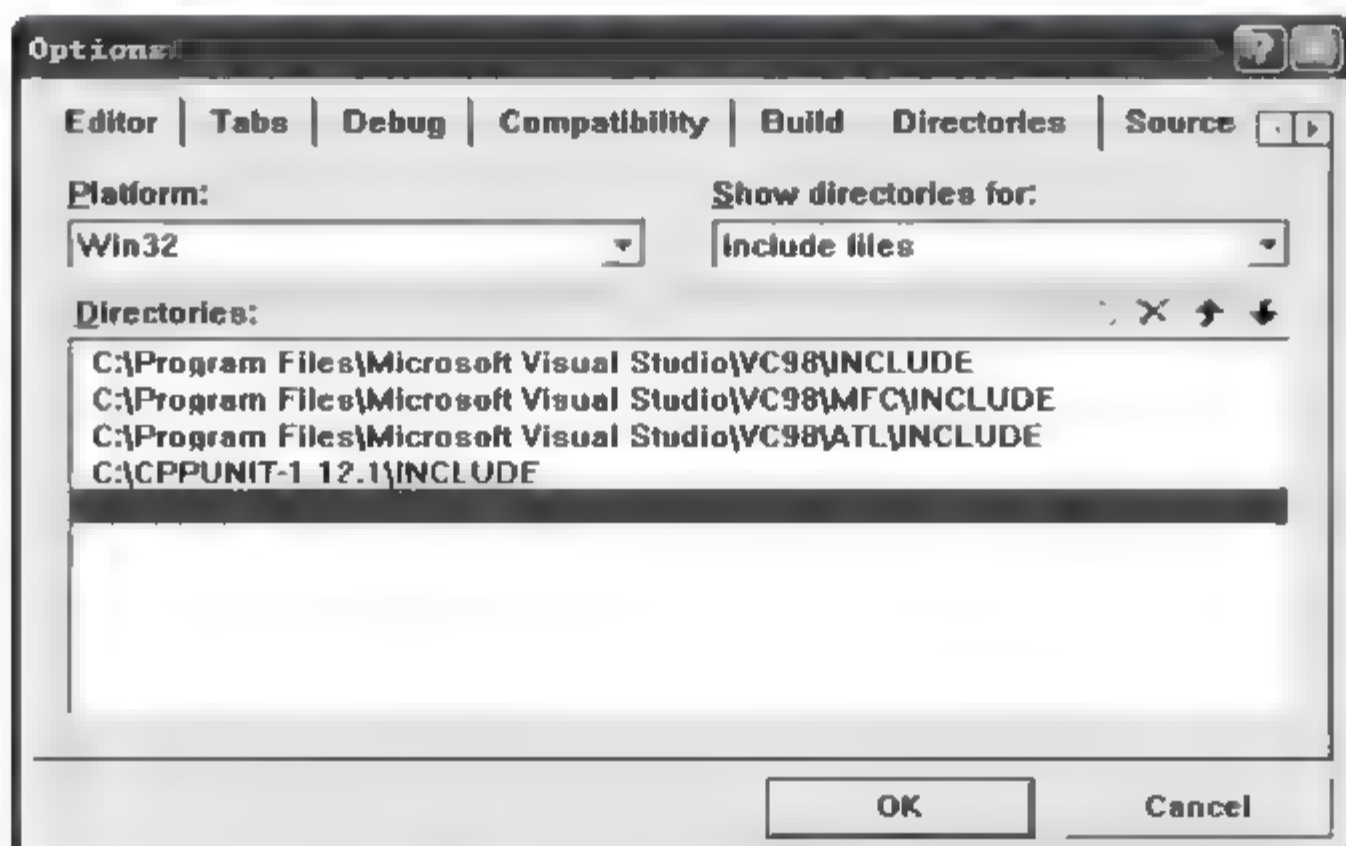 Options
Editor Tabs Debug Compatibility Build Directories Source
Platform: Show directories for:
Win32 Include files
Directories:
C:\Program Files\Microsoft Visual Studio\VC98\INCLUDE
C:\Program Files\Microsoft Visual Studio\VC98\MFC\INCLUDE
C:\Program Files\Microsoft Visual Studio\VC98\ATL\INCLUDE
C:\CPPUNIT-1 12.1\INCLUDE
OK Cancel